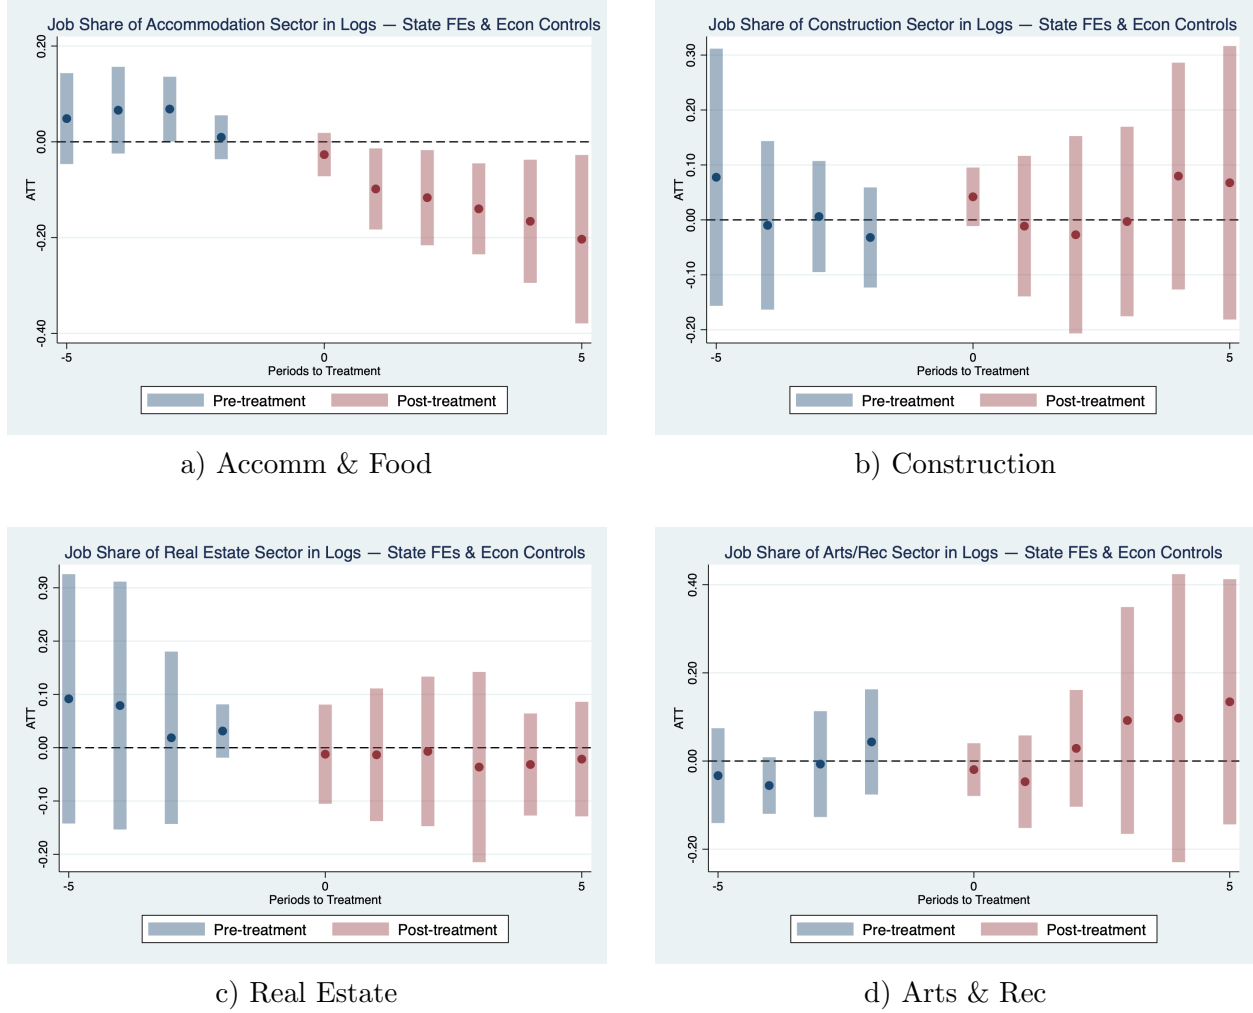 Job Share of Accommodation Sector in Logs — State FEs & Econ Controls
0.20
0.00
-0.20
-0.40
ATT
-5
0
5
Periods to Treatment
Pre-treatment
Post-treatment
a) Accomm & Food
Job Share of Construction Sector in Logs — State FEs & Econ Controls
0.30
0.20
0.10
0.00
-0.10
-0.20
ATT
-5
0
5
Periods to Treatment
Pre-treatment
Post-treatment
b) Construction
Job Share of Real Estate Sector in Logs — State FEs & Econ Controls
0.30
0.20
0.10
0.00
-0.10
-0.20
ATT
-5
0
5
Periods to Treatment
Pre-treatment
Post-treatment
c) Real Estate
Job Share of Arts/Rec Sector in Logs — State FEs & Econ Controls
0.40
0.20
0.00
-0.20
ATT
-5
0
5
Periods to Treatment
Pre-treatment
Post-treatment
d) Arts & Rec